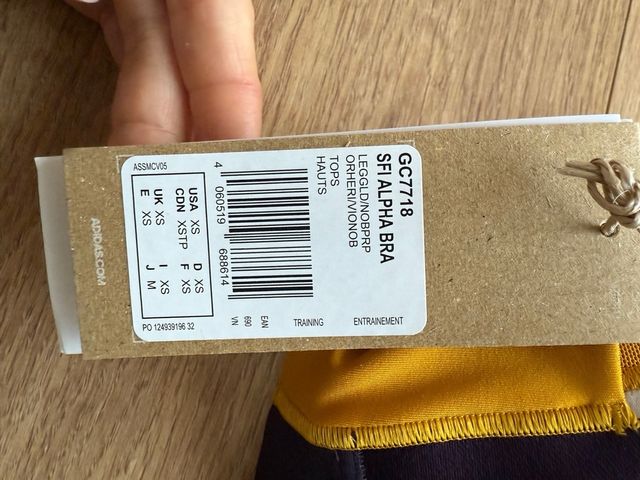 GC7718
SFI ALPHA BRA
LEGGLD/NOBPRP
ORHERI/VIONOB
TOPS
HAUTS
TRAINING
ENTRAINEMENT
4 060519 688614
EAN
690
VN
USA XS D XS
CDN XSTP F XS
UK XS I XS
E XS J M
ASSMCV05
PO 124939196 32
ADIDAS.COM